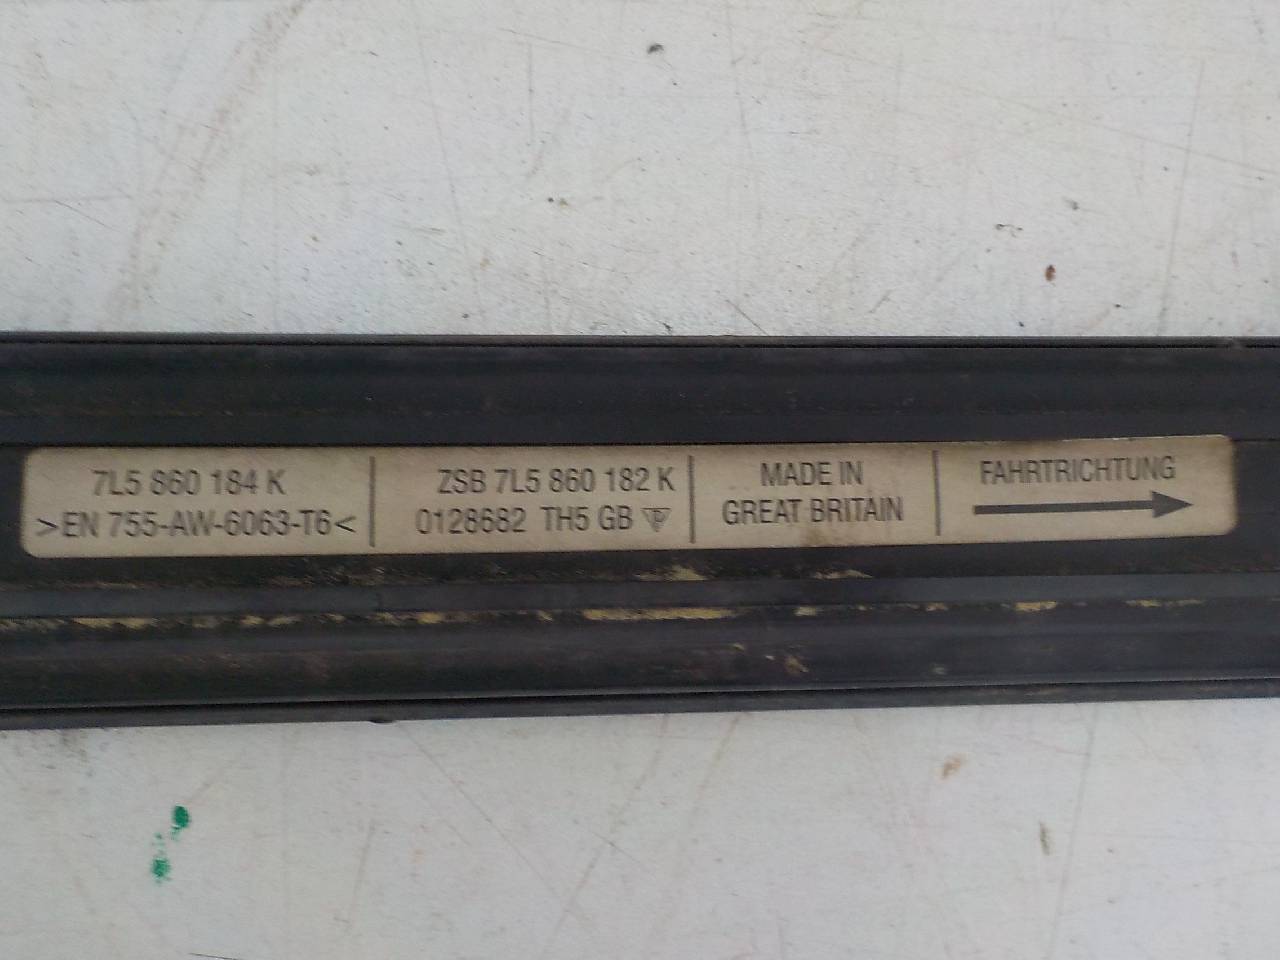 7L5 860 184 K
>EN 755-AW-6063-T6<
ZSB 7L5 860 182 K
0128682 TH5 GB
MADE IN
GREAT BRITAIN
FAHRTRICHTUNG